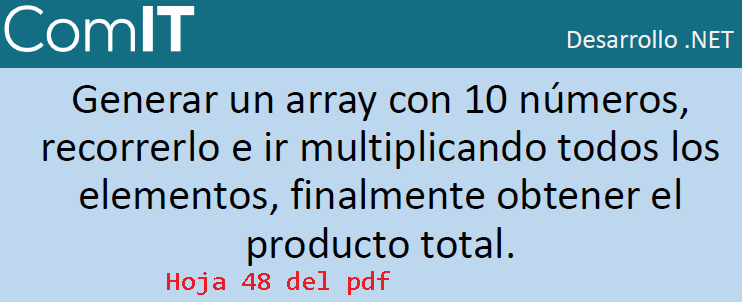 ComIT
Desarrollo .NET
Generar un array con 10 números,
recorrerlo e ir multiplicando todos los
elementos, finalmente obtener el
producto total.
Hoja 48 del pdf